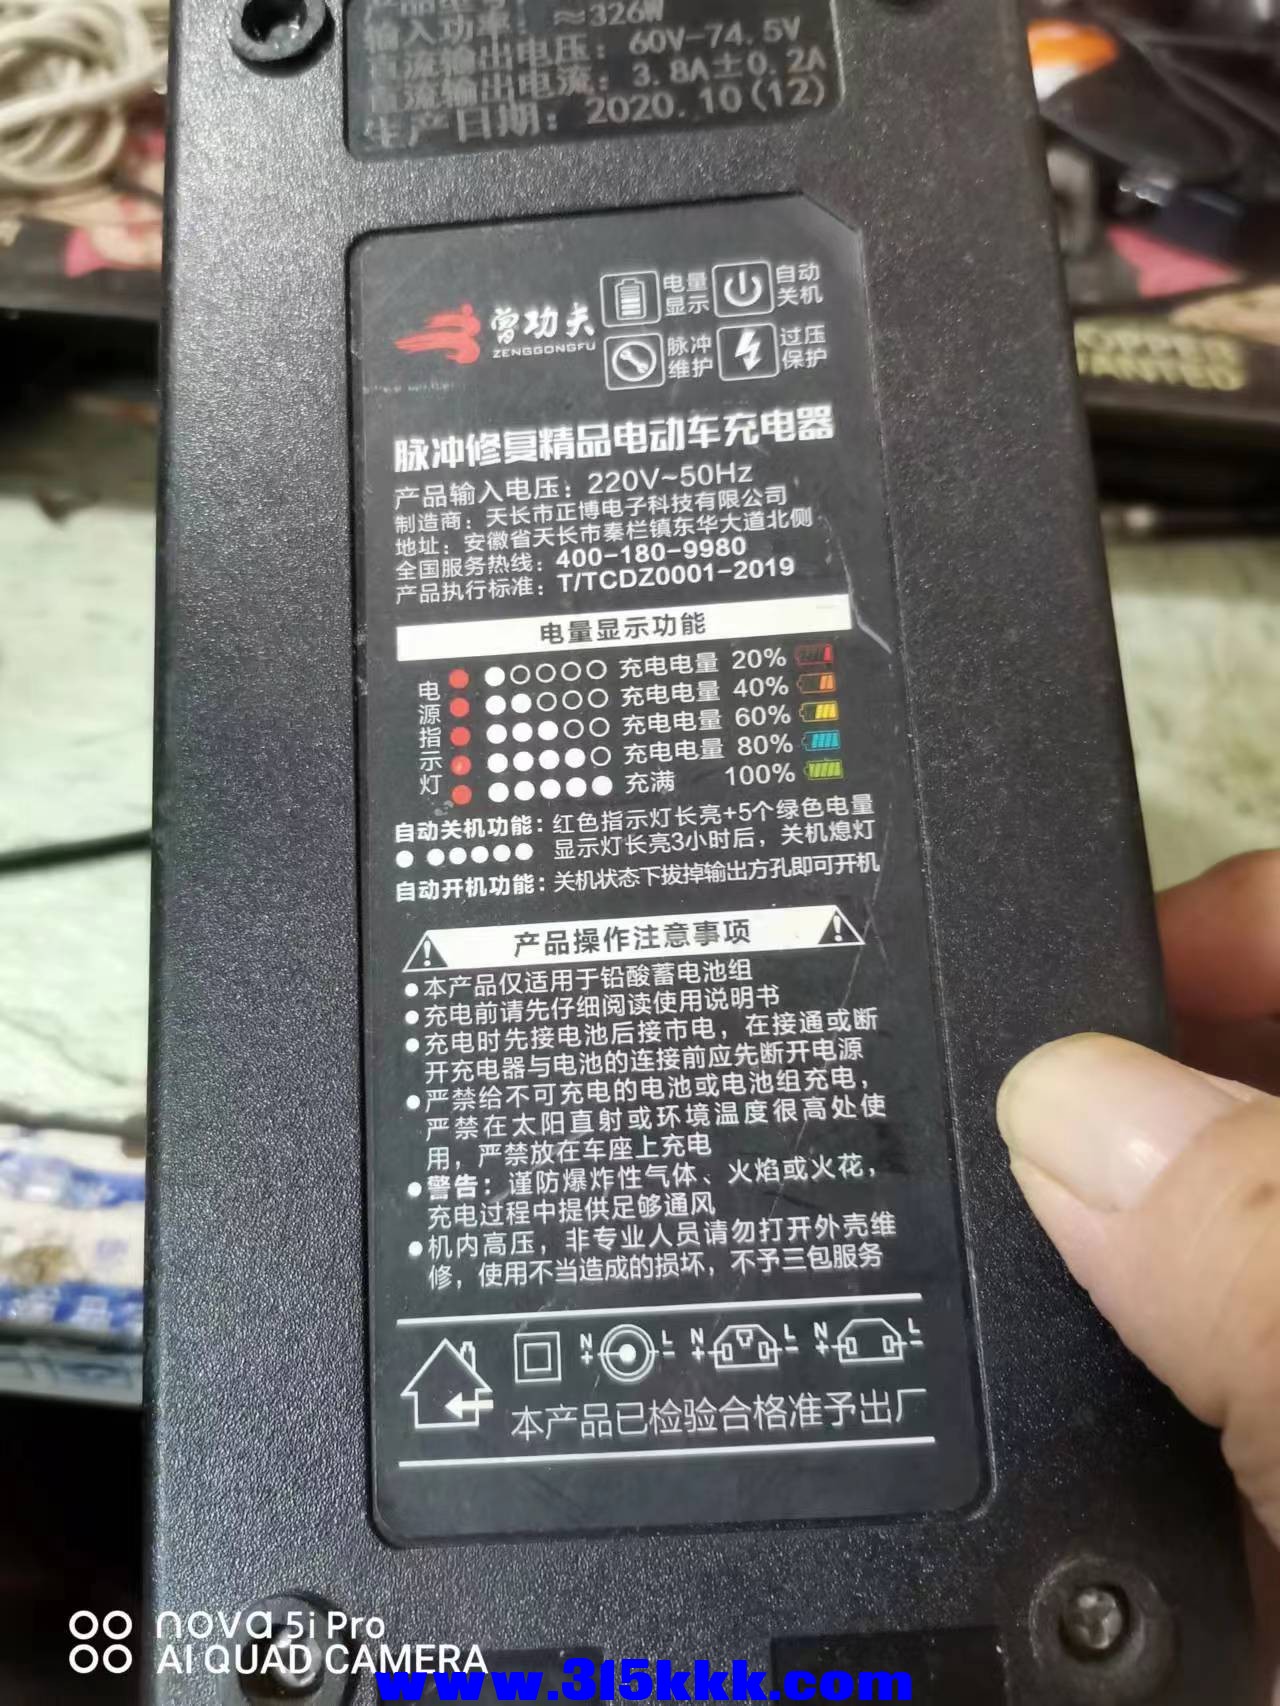 产品型号:
输入功率: ≈326W
直流输出电压: 60V-74.5V
直流输出电流: 3.8A±0.2A
生产日期: 2020.10(12)
曾功夫
ZENGGONGFU
电量显示
自动关机
脉冲维护
过压保护
脉冲修复精品电动车充电器
产品输入电压: 220V~50Hz
制造商: 天长市正博电子科技有限公司
地址: 安徽省天长市秦栏镇东华大道北侧
全国服务热线: 400-180-9980
产品执行标准: T/TCDZ0001-2019
电量显示功能
电源指示灯
充电电量 20%
充电电量 40%
充电电量 60%
充电电量 80%
充满 100%
自动关机功能: 红色指示灯长亮+5个绿色电量
显示灯长亮3小时后, 关机熄灯
自动开机功能: 关机状态下拔掉输出方孔即可开机
产品操作注意事项
●本产品仅适用于铅酸蓄电池组
●充电前请先仔细阅读使用说明书
●充电时先接电池后接市电, 在接通或断
开充电器与电池的连接前应先断开电源
●严禁给不可充电的电池或电池组充电,
严禁在太阳直射或环境温度很高处使
用, 严禁放在车座上充电
●警告: 谨防爆炸性气体、火焰或火花,
充电过程中提供足够通风
●机内高压, 非专业人员请勿打开外壳维
修, 使用不当造成的损坏, 不予三包服务
N + L - N + L - N + L -
本产品已检验合格准予出厂
nova 5i Pro
AI QUAD CAMERA
www.315kkk.com